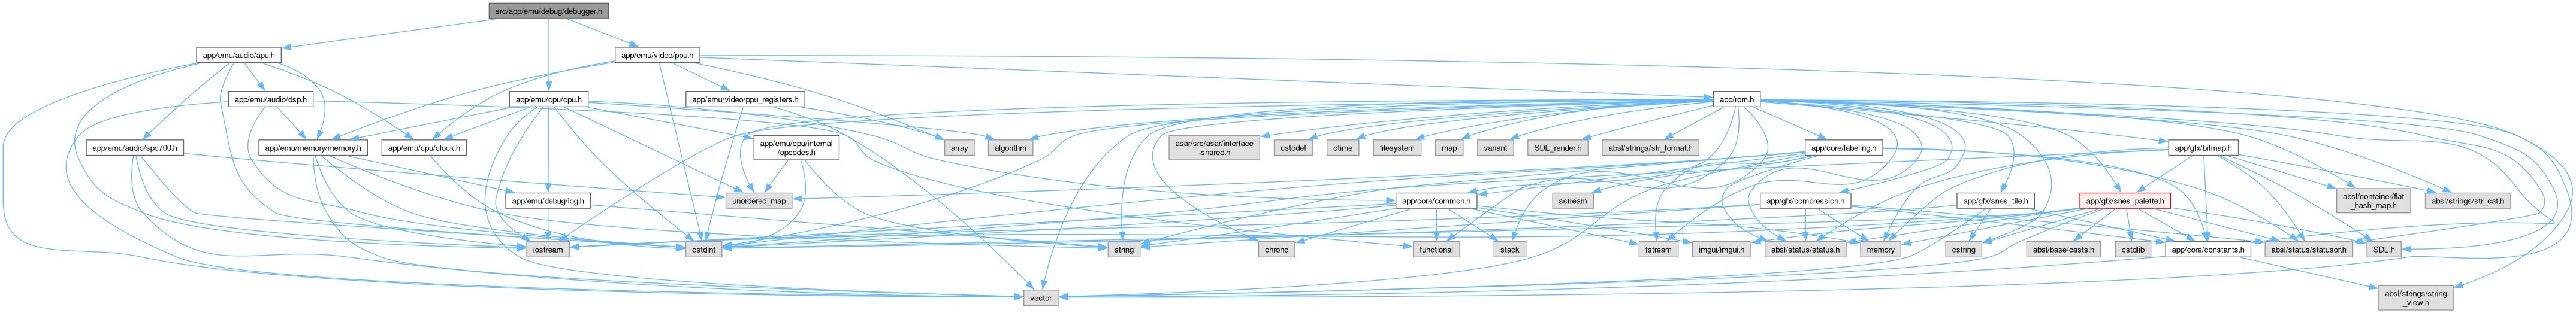 src/app/emu/debug/debugger.h
app/emu/audio/apu.h
app/emu/video/ppu.h
app/emu/audio/dsp.h
app/emu/cpu/cpu.h
app/emu/video/ppu_registers.h
app/rom.h
app/emu/audio/spc700.h
app/emu/memory/memory.h
app/emu/cpu/clock.h
app/emu/cpu/internal
/opcodes.h
array
algorithm
asar/src/asar/interface
-shared.h
cstddef
ctime
filesystem
map
variant
SDL_render.h
absl/strings/str_format.h
app/core/labeling.h
app/gfx/bitmap.h
app/emu/debug/log.h
unordered_map
sstream
app/core/common.h
app/gfx/compression.h
app/gfx/snes_tile.h
app/gfx/snes_palette.h
absl/container/flat
_hash_map.h
absl/strings/str_cat.h
iostream
cstdint
string
chrono
functional
stack
fstream
imgui/imgui.h
absl/status/status.h
memory
cstring
absl/base/casts.h
cstdlib
app/core/constants.h
absl/status/statusor.h
SDL.h
vector
absl/strings/string
_view.h